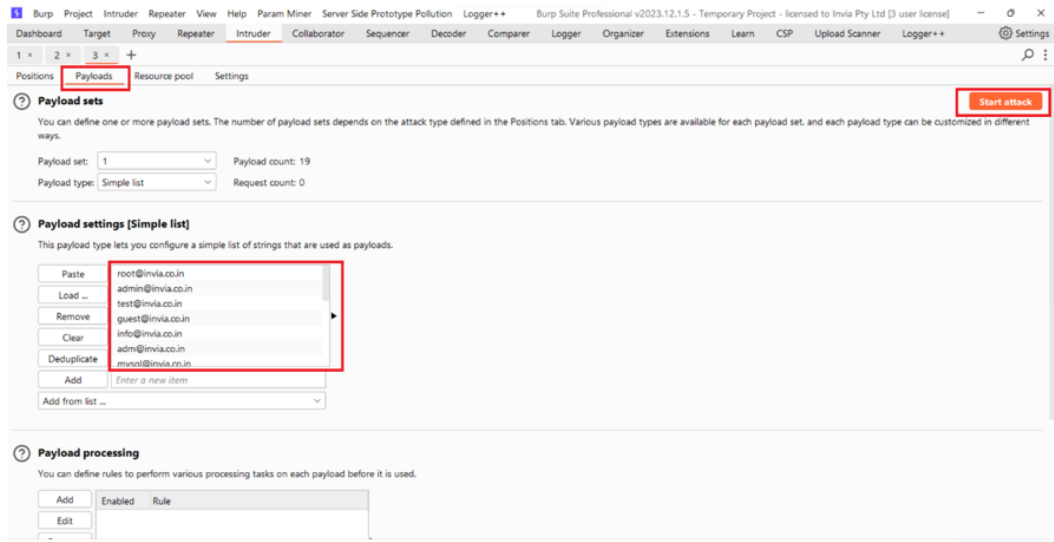 Burp Project Intruder Repeater View Help Param Miner Server Side Prototype Pollution Logger++ Burp Suite Professional v2023.12.1.5 - Temporary Project - licensed to Invia Pty Ltd [3 user license]
Dashboard Target Proxy Repeater Intruder Collaborator Sequencer Decoder Comparer Logger Organizer Extensions Learn CSP Upload Scanner Logger++ Settings
1 × 2 × 3 × +
Positions Payloads Resource pool Settings
? Payload sets Start attack
You can define one or more payload sets. The number of payload sets depends on the attack type defined in the Positions tab. Various payload types are available for each payload set, and each payload type can be customized in different
ways.
Payload set: 1 Payload count: 19
Payload type: Simple list Request count: 0
? Payload settings [Simple list]
This payload type lets you configure a simple list of strings that are used as payloads.
Paste root@invia.co.in
admin@invia.co.in
Load ... test@invia.co.in
Remove guest@invia.co.in
Clear info@invia.co.in
adm@invia.co.in
Deduplicate mysql@invia.co.in
Add Enter a new item
Add from list ...
? Payload processing
You can define rules to perform various processing tasks on each payload before it is used.
Add Enabled Rule
Edit